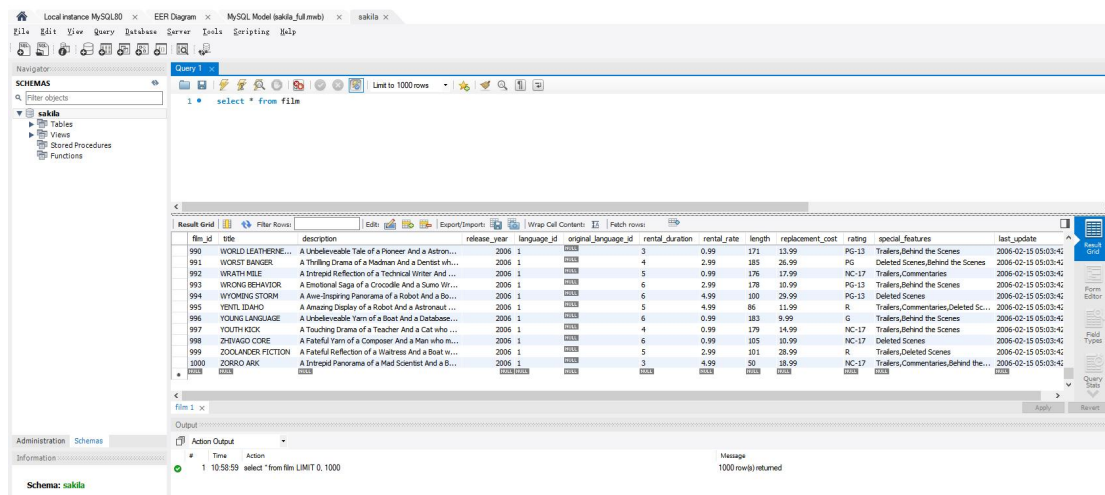 Local instance MySQL80 × EER Diagram × MySQL Model (sakila_full.mwb) × sakila ×
File Edit View Query Database Server Tools Scripting Help
Navigator
SCHEMAS
Filter objects
sakila
Tables
Views
Stored Procedures
Functions
Query 1 ×
Limit to 1000 rows
1 select * from film
Result Grid Filter Rows: Edit: Export/Import: Wrap Cell Content: Fetch rows:
film_id title description release_year language_id original_language_id rental_duration rental_rate length replacement_cost rating special_features last_update
990 WORLD LEATHERNE... A Unbelieveable Tale of a Pioneer And a Astron... 2006 1 NULL 3 0.99 171 13.99 PG-13 Trailers,Behind the Scenes 2006-02-15 05:03:42
991 WORST BANGER A Thrilling Drama of a Madman And a Dentist wh... 2006 1 NULL 4 2.99 185 26.99 PG Deleted Scenes,Behind the Scenes 2006-02-15 05:03:42
992 WRATH MILE A Intrepid Reflection of a Technical Writer And ... 2006 1 NULL 5 0.99 176 17.99 NC-17 Trailers,Commentaries 2006-02-15 05:03:42
993 WRONG BEHAVIOR A Emotional Saga of a Crocodile And a Sumo Wr... 2006 1 NULL 6 2.99 178 10.99 PG-13 Trailers,Behind the Scenes 2006-02-15 05:03:42
994 WYOMING STORM A Awe-Inspiring Panorama of a Robot And a Bo... 2006 1 NULL 6 4.99 100 29.99 PG-13 Deleted Scenes 2006-02-15 05:03:42
995 YENTL IDAHO A Amazing Display of a Robot And a Astronaut ... 2006 1 NULL 5 4.99 86 11.99 R Trailers,Commentaries,Deleted Sc... 2006-02-15 05:03:42
996 YOUNG LANGUAGE A Unbelieveable Yarn of a Boat And a Database... 2006 1 NULL 6 0.99 183 9.99 G Trailers,Behind the Scenes 2006-02-15 05:03:42
997 YOUTH KICK A Touching Drama of a Teacher And a Cat who ... 2006 1 NULL 4 0.99 179 14.99 NC-17 Trailers,Behind the Scenes 2006-02-15 05:03:42
998 ZHIVAGO CORE A Fateful Yarn of a Composer And a Man who m... 2006 1 NULL 6 0.99 105 10.99 NC-17 Deleted Scenes 2006-02-15 05:03:42
999 ZOOLANDER FICTION A Fateful Reflection of a Waitress And a Boat w... 2006 1 NULL 5 2.99 101 28.99 R Trailers,Deleted Scenes 2006-02-15 05:03:42
1000 ZORRO ARK A Intrepid Panorama of a Mad Scientist And a B... 2006 1 NULL 3 4.99 50 18.99 NC-17 Trailers,Commentaries,Behind the... 2006-02-15 05:03:42
NULL NULL NULL NULL NULL NULL NULL NULL NULL NULL NULL NULL NULL
Result Grid
Form Editor
Field Types
Query Stats
film 1 × Apply Revert
Output
Action Output
# Time Action Message
1 10:58:59 select * from film LIMIT 0, 1000 1000 row(s) returned
Administration Schemas
Information
Schema: sakila